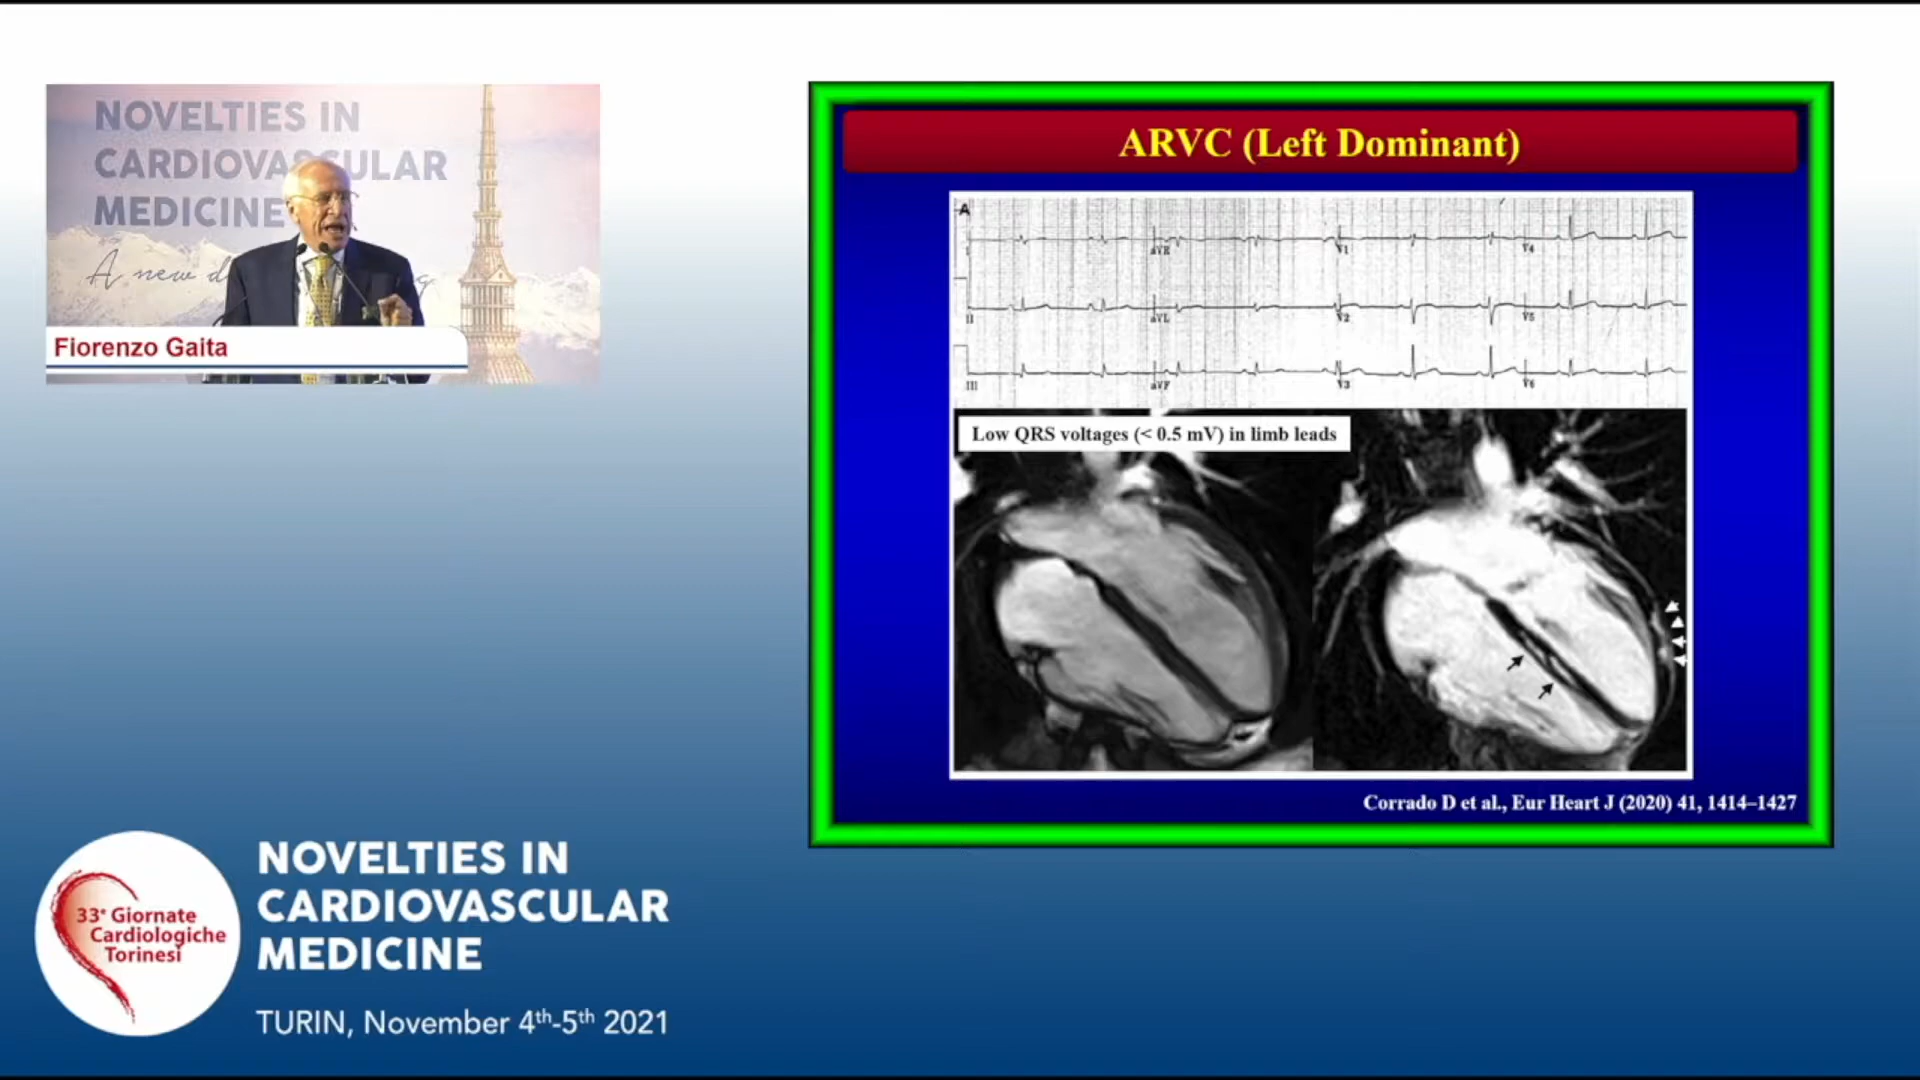 NOVELTIES IN
CARDIOVASCULAR
MEDICINE
A new d
Fiorenzo Gaita
ARVC (Left Dominant)
A
I
aVR
V1
V4
II
aVL
V2
V5
III
aVF
V3
V6
Low QRS voltages (< 0.5 mV) in limb leads
Corrado D et al., Eur Heart J (2020) 41, 1414–1427
33e Giornate
Cardiologiche
Torinesi
NOVELTIES IN
CARDIOVASCULAR
MEDICINE
TURIN, November 4th-5th 2021